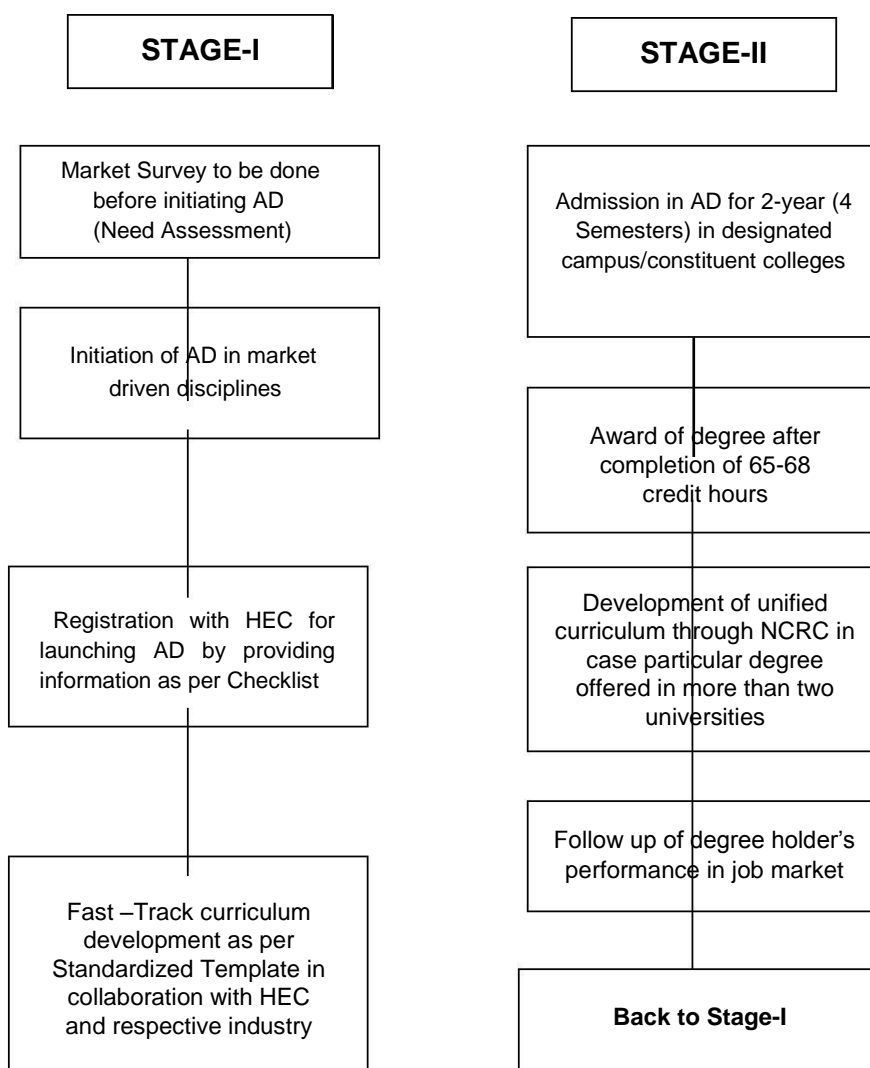 STAGE-I
Market Survey to be done
before initiating AD
(Need Assessment)
Initiation of AD in market
driven disciplines
Registration with HEC for
launching AD by providing
information as per Checklist
Fast –Track curriculum
development as per
Standardized Template in
collaboration with HEC
and respective industry
STAGE-II
Admission in AD for 2-year (4
Semesters) in designated
campus/constituent colleges
Award of degree after
completion of 65-68
credit hours
Development of unified
curriculum through NCRC in
case particular degree
offered in more than two
universities
Follow up of degree holder’s
performance in job market
Back to Stage-I